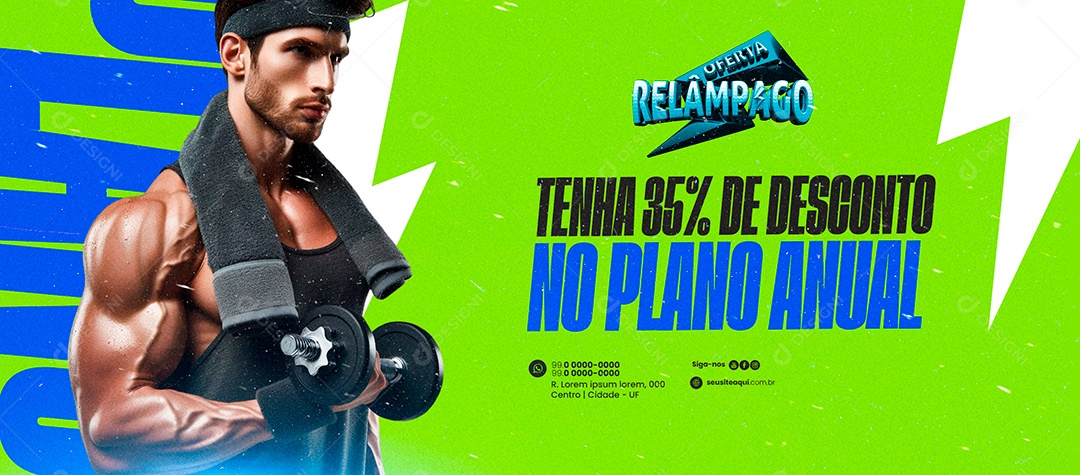 OFERTA
RELÂMPAGO
TENHA 35% DE DESCONTO
NO PLANO ANUAL
99.0 0000-0000
99.0 0000-0000
R. Lorem ipsum lorem, 000
Centro | Cidade - UF
Siga-nos
seusiteaqui.com.br
DESIGNI